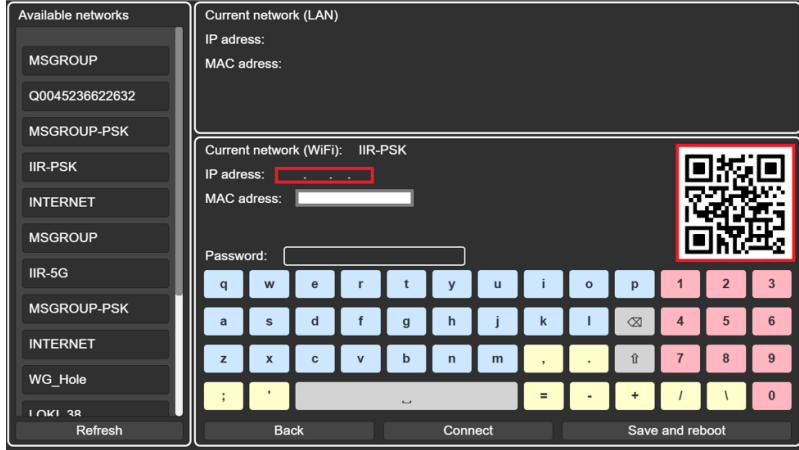 Available networks
MSGROUP
Q0045236622632
MSGROUP-PSK
IIR-PSK
INTERNET
MSGROUP
IIR-5G
MSGROUP-PSK
INTERNET
WG_Hole
LOKI_38
Refresh
Current network (LAN)
IP adress:
MAC adress:
Current network (WiFi): IIR-PSK
IP adress: . . .
MAC adress:
Password:
q w e r t y u i o p 1 2 3
a s d f g h j k l ⌫ 4 5 6
z x c v b n m , . ⇧ 7 8 9
; ' ⎵ = - + / \ 0
Back Connect Save and reboot